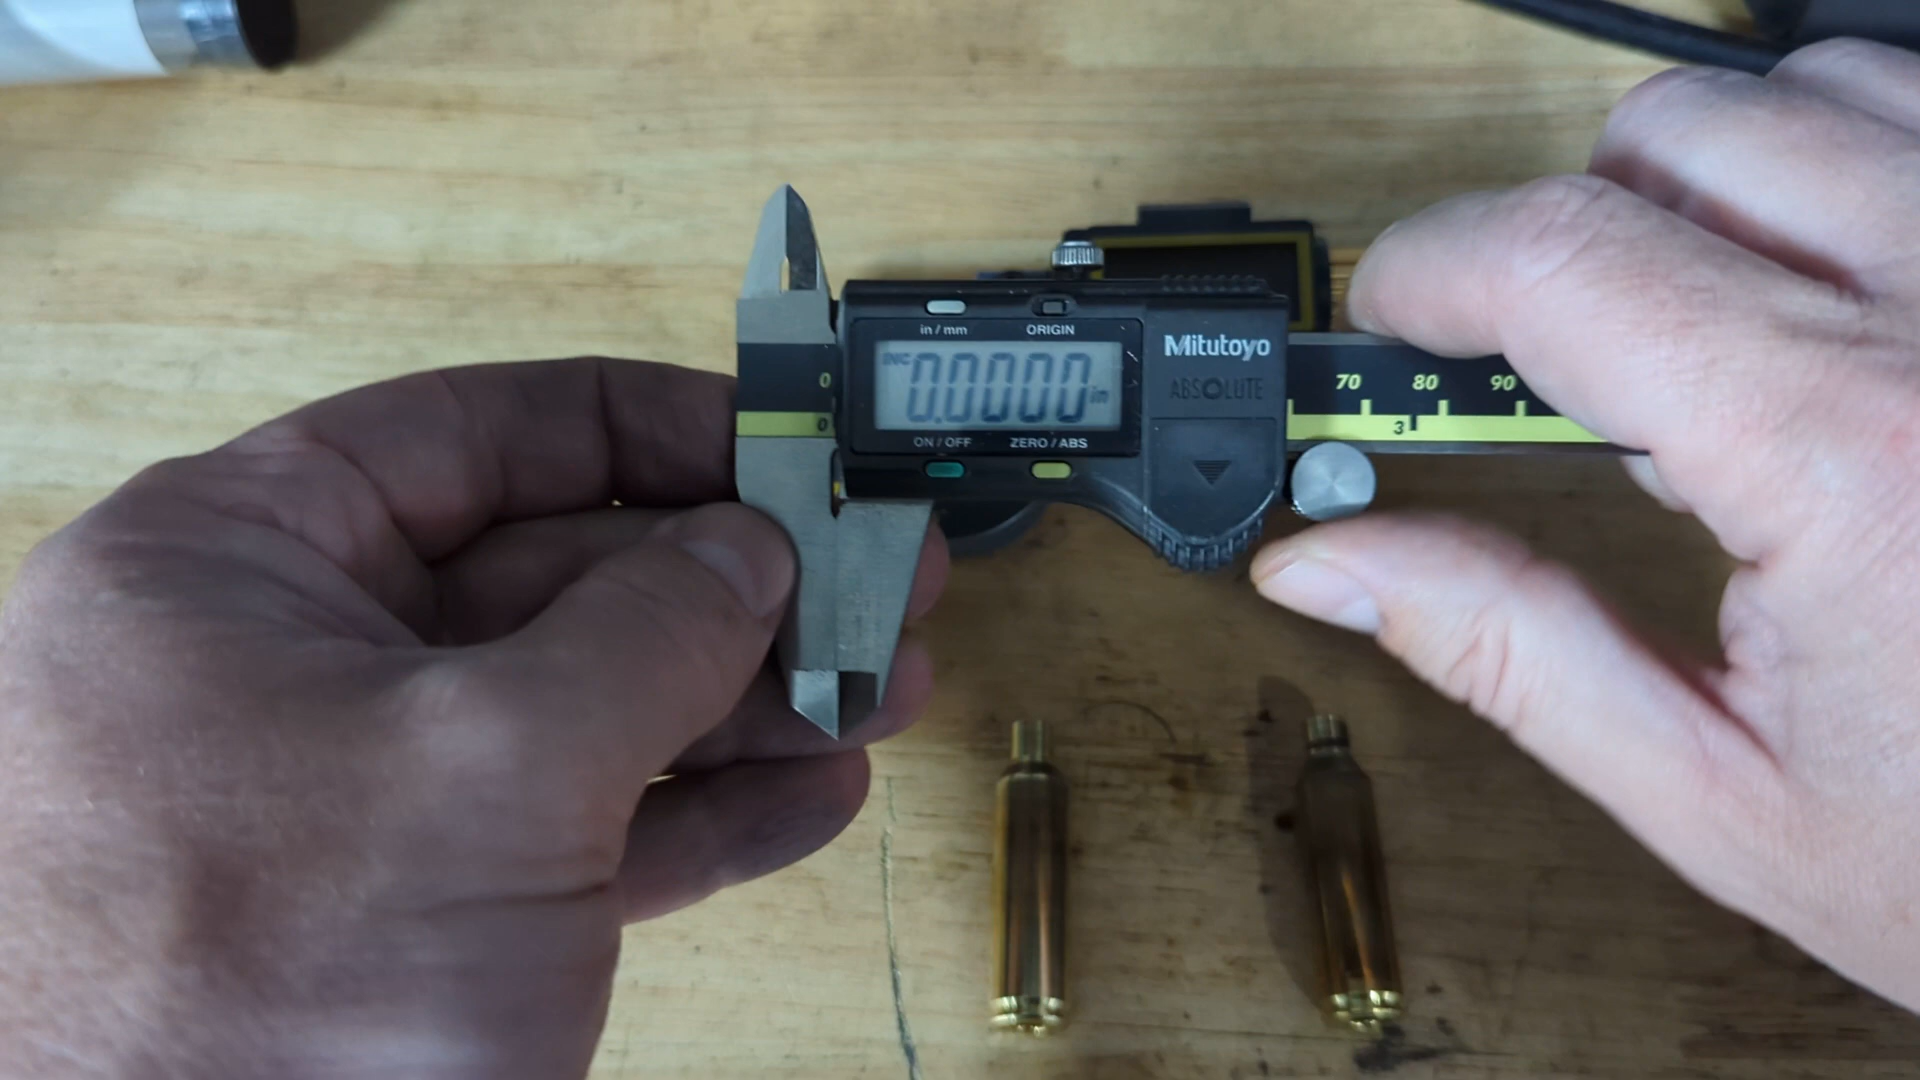 in / mm
ORIGIN
Mitutoyo
ABSOLUTE
INC
0.0000 in
ON / OFF
ZERO / ABS
0
0
70
80
90
3